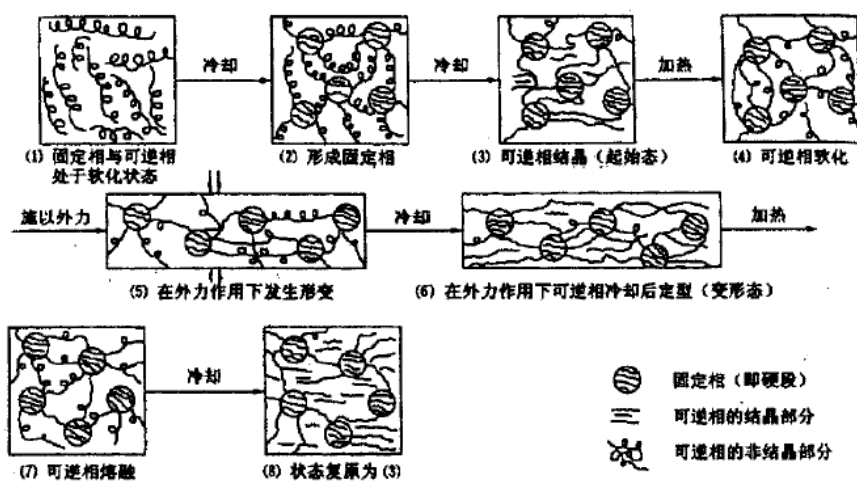 冷却
冷却
加热
(1) 固定相与可逆相
处于软化状态
(2) 形成固定相
(3) 可逆相结晶（起始态）
(4) 可逆相软化
施以外力
冷却
加热
(5) 在外力作用下发生形变
(6) 在外力作用下可逆相冷却后定型（变形态）
冷却
固定相（即硬段）
可逆相的结晶部分
可逆相的非结晶部分
(7) 可逆相熔融
(8) 状态复原为 (3)